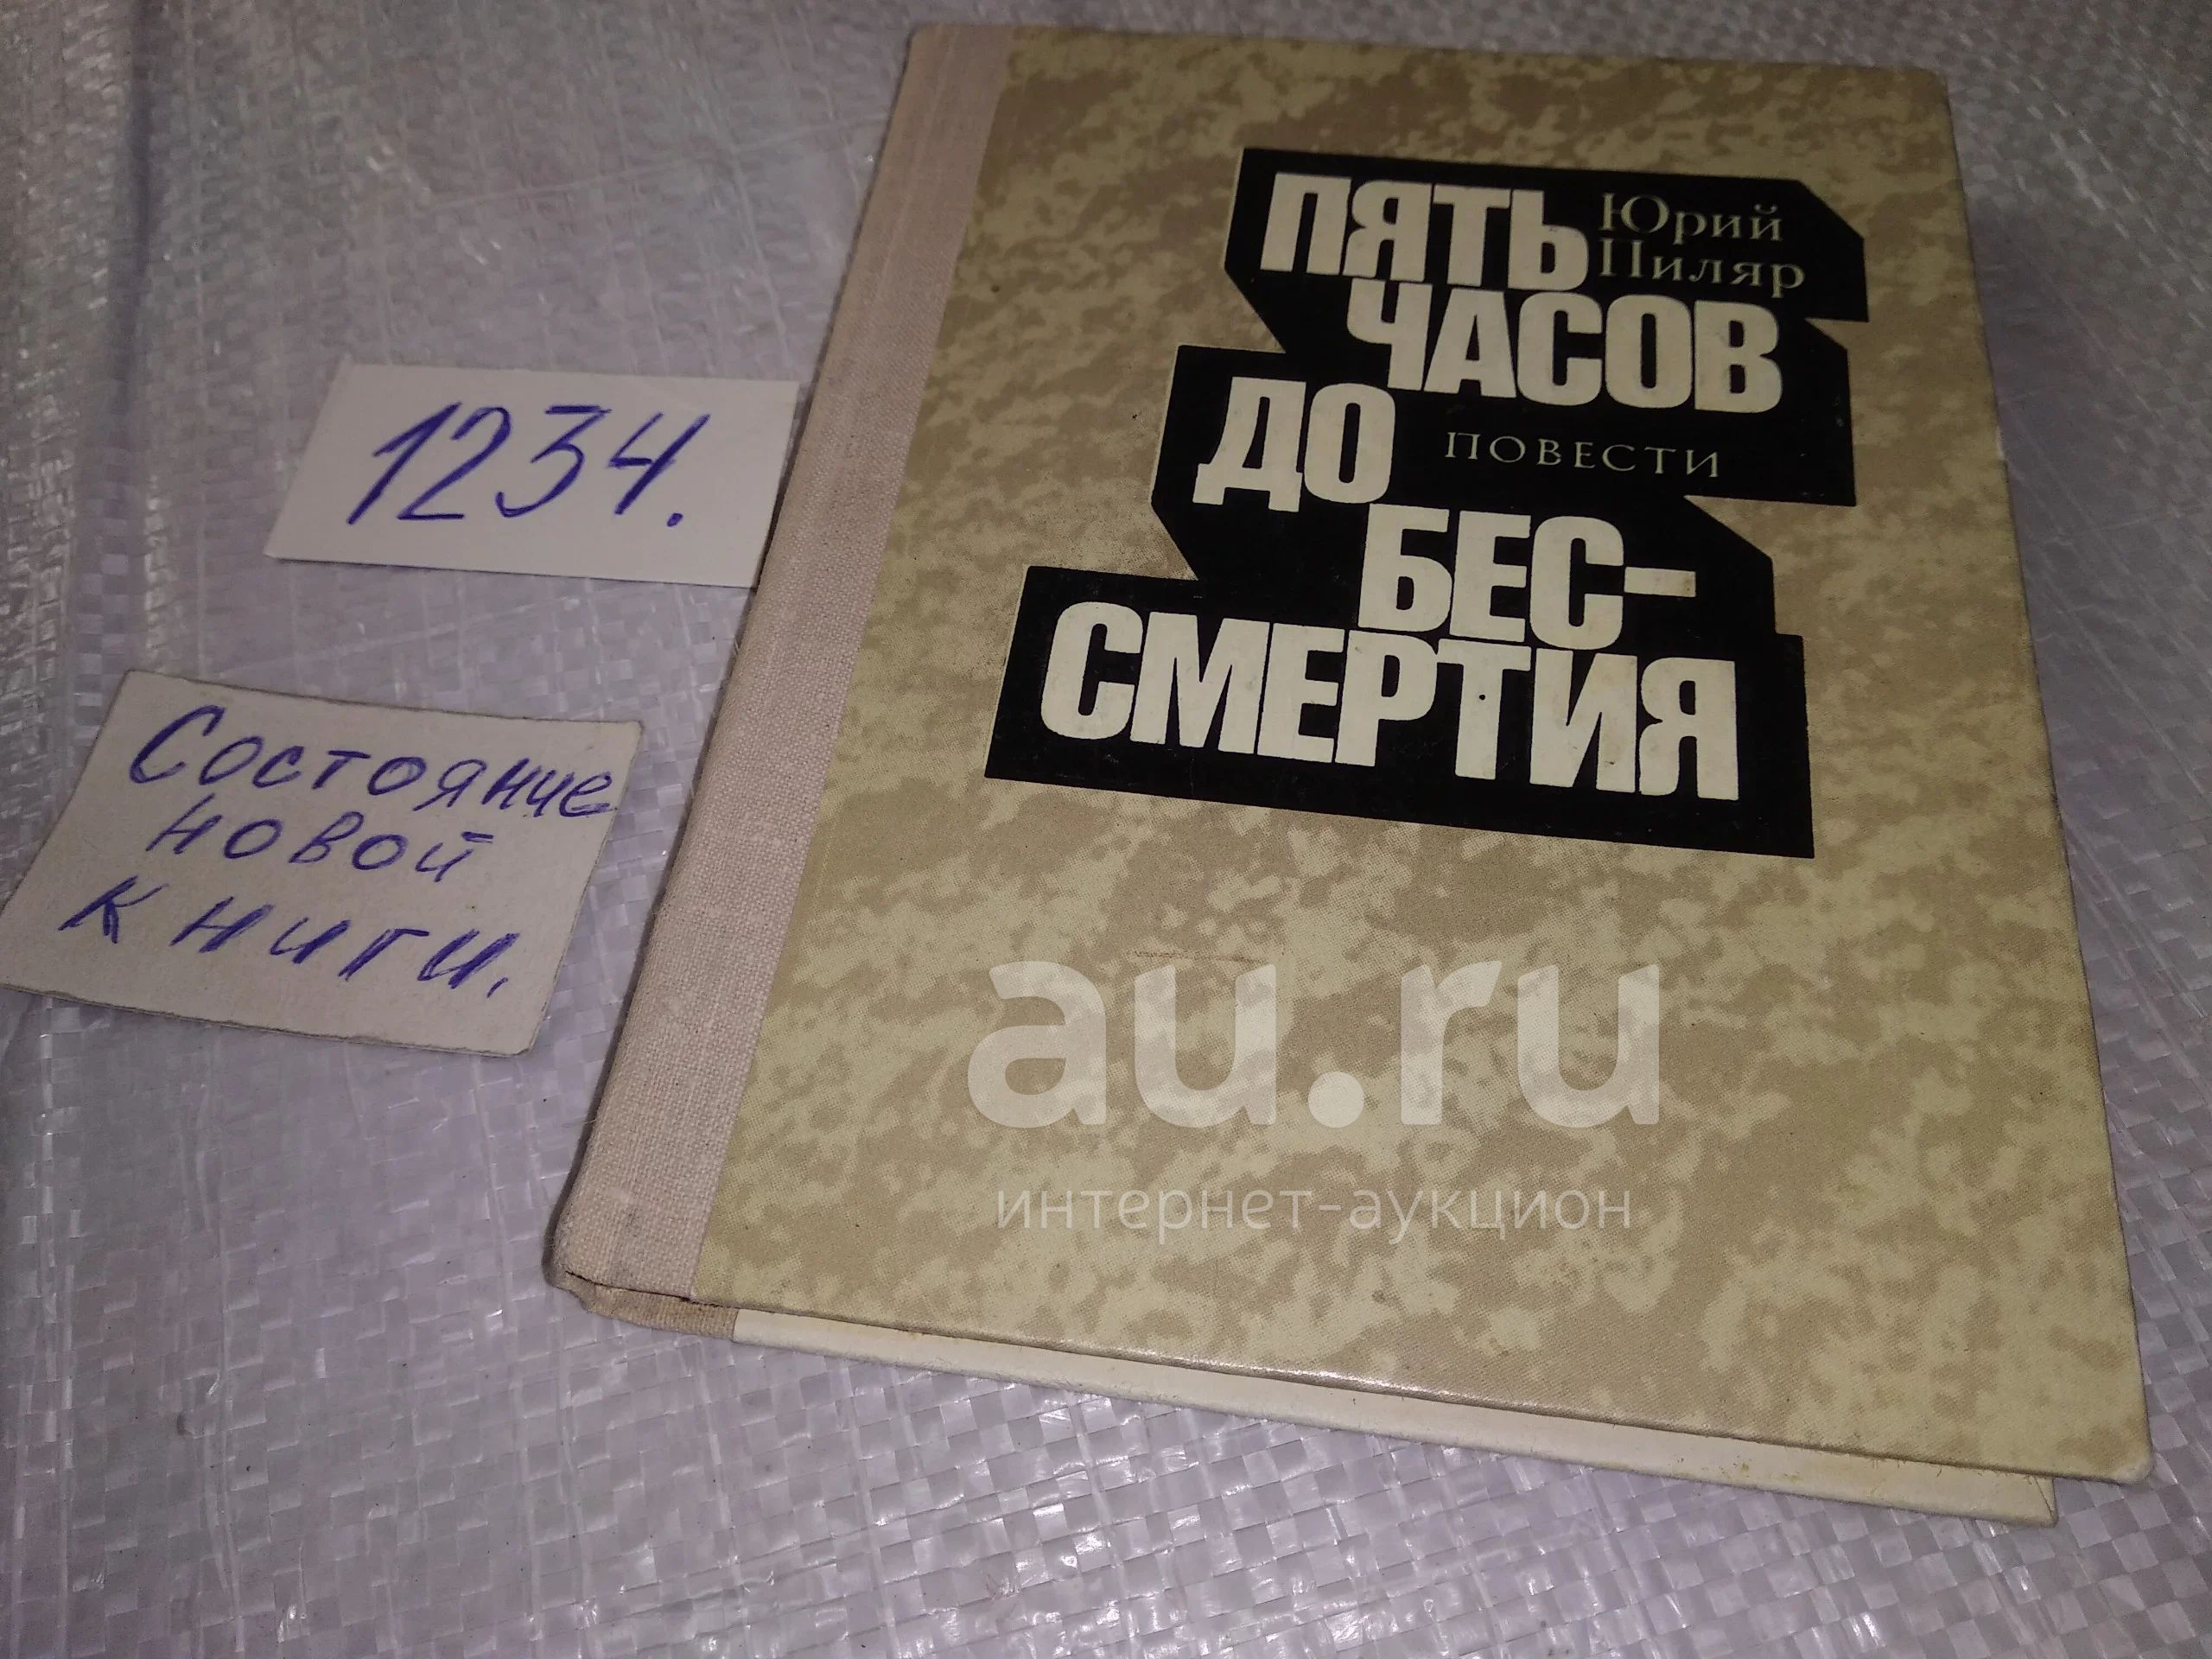 1234.
Состояние
новой
книги.
ПЯТЬ
Юрий
Пиляр
ЧАСОВ
ДО
ПОВЕСТИ
БЕС-
СМЕРТИЯ
au.ru
интернет-аукцион